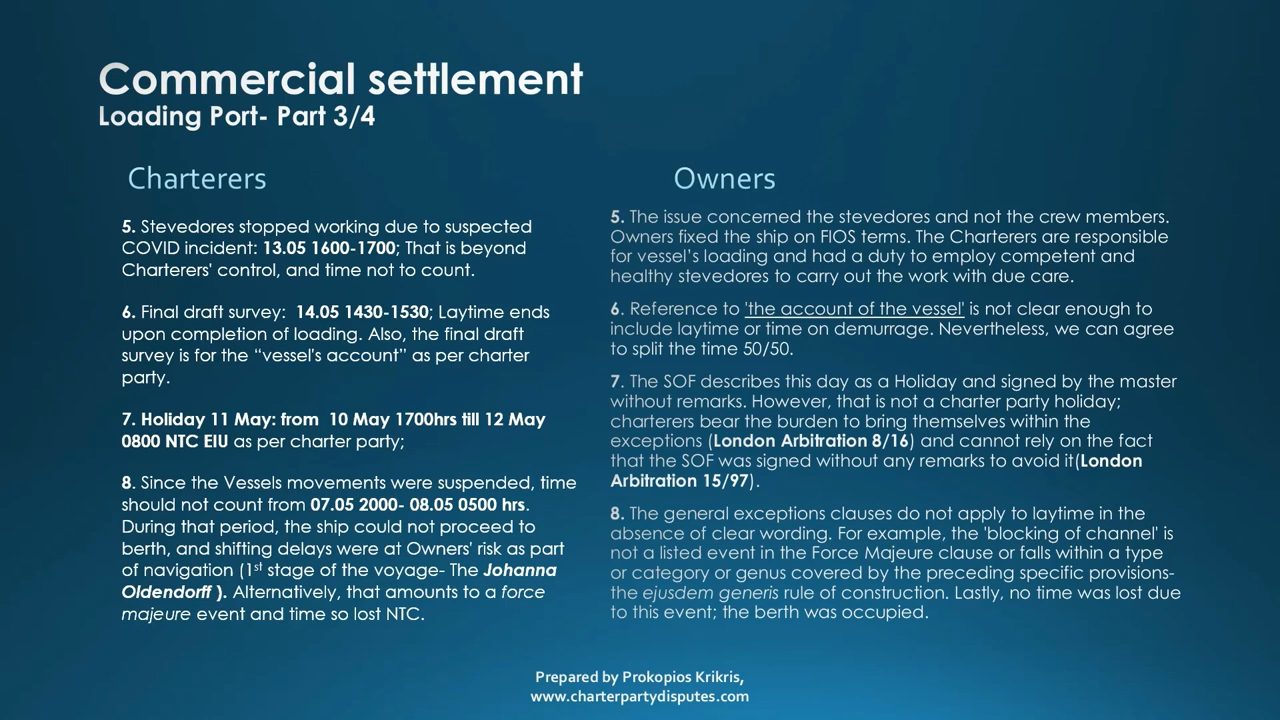 Commercial settlement
Loading Port- Part 3/4
Charterers
5. Stevedores stopped working due to suspected
COVID incident: 13.05 1600-1700; That is beyond
Charterers' control, and time not to count.
6. Final draft survey:  14.05 1430-1530; Laytime ends
upon completion of loading. Also, the final draft
survey is for the “vessel's account” as per charter
party.
7. Holiday 11 May: from  10 May 1700hrs till 12 May
0800 NTC EIU as per charter party;
8. Since the Vessels movements were suspended, time
should not count from 07.05 2000- 08.05 0500 hrs.
During that period, the ship could not proceed to
berth, and shifting delays were at Owners' risk as part
of navigation (1st stage of the voyage- The Johanna
Oldendorff ). Alternatively, that amounts to a force
majeure event and time so lost NTC.
Owners
5. The issue concerned the stevedores and not the crew members.
Owners fixed the ship on FIOS terms. The Charterers are responsible
for vessel's loading and had a duty to employ competent and
healthy stevedores to carry out the work with due care.
6. Reference to 'the account of the vessel' is not clear enough to
include laytime or time on demurrage. Nevertheless, we can agree
to split the time 50/50.
7. The SOF describes this day as a Holiday and signed by the master
without remarks. However, that is not a charter party holiday;
charterers bear the burden to bring themselves within the
exceptions (London Arbitration 8/16) and cannot rely on the fact
that the SOF was signed without any remarks to avoid it(London
Arbitration 15/97).
8. The general exceptions clauses do not apply to laytime in the
absence of clear wording. For example, the 'blocking of channel' is
not a listed event in the Force Majeure clause or falls within a type
or category or genus covered by the preceding specific provisions-
the ejusdem generis rule of construction. Lastly, no time was lost due
to this event; the berth was occupied.
Prepared by Prokopios Krikris,
www.charterpartydisputes.com